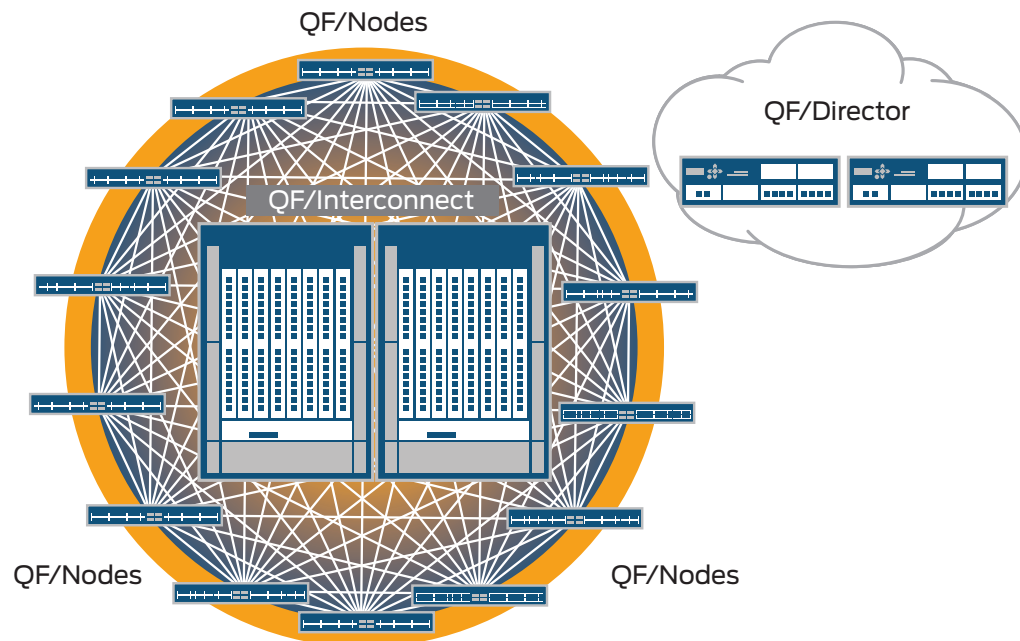 QF/Nodes
QF/Director
QF/Interconnect
QF/Nodes
QF/Nodes